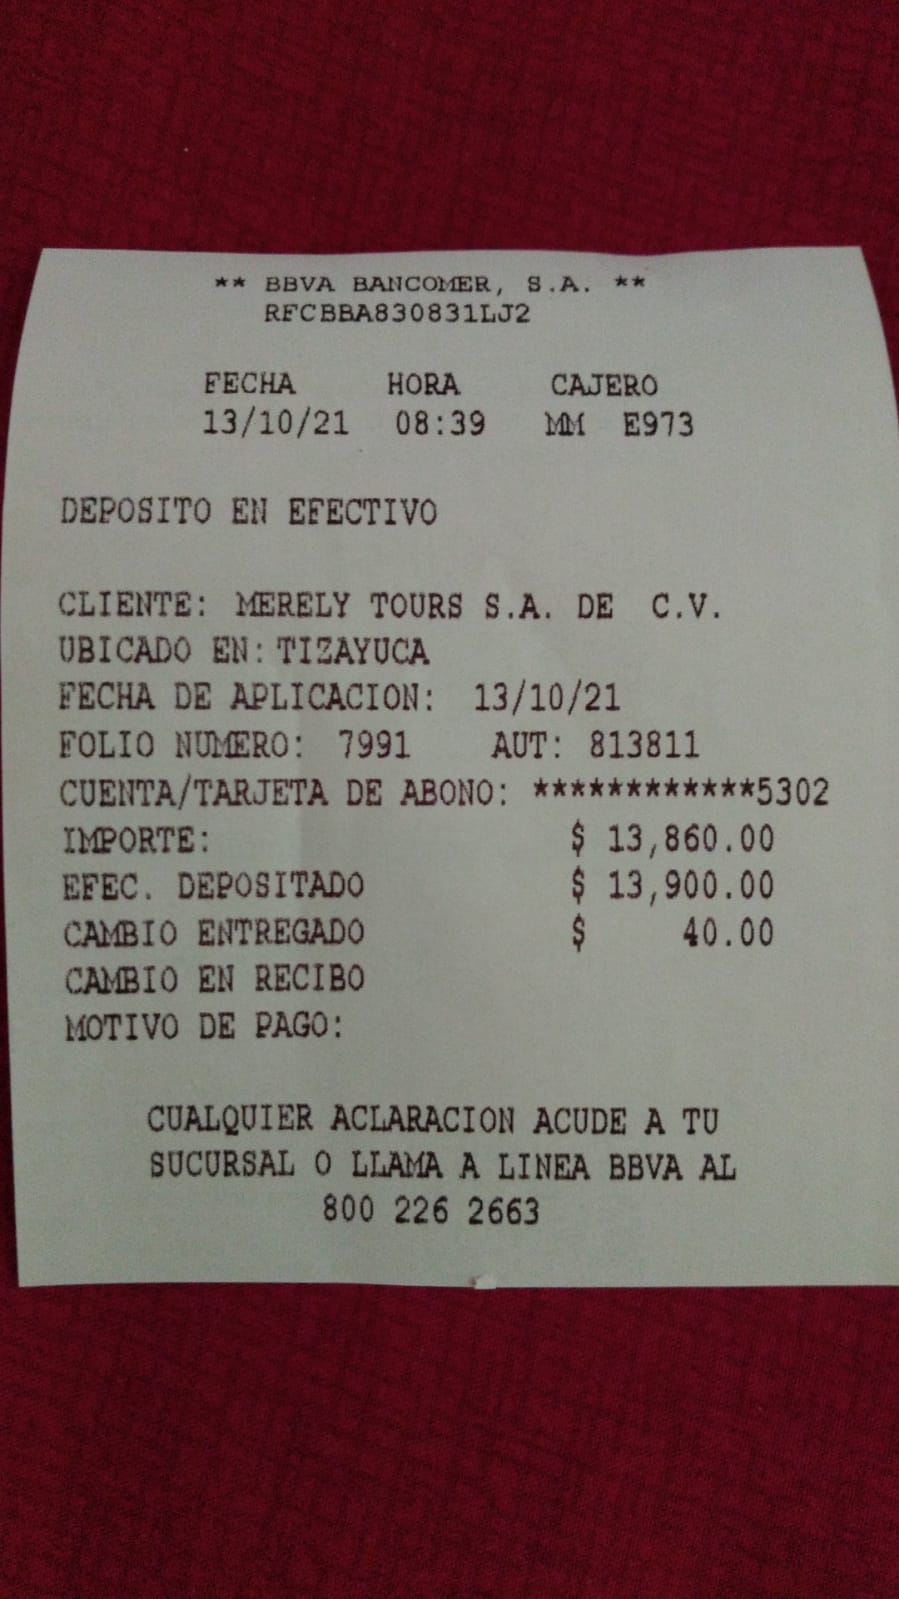 ** BBVA BANCOMER, S.A. **
RFCBBA830831LJ2
FECHA HORA CAJERO
13/10/21 08:39 MM E973
DEPOSITO EN EFECTIVO
CLIENTE: MERELY TOURS S.A. DE C.V.
UBICADO EN: TIZAYUCA
FECHA DE APLICACION: 13/10/21
FOLIO NUMERO: 7991 AUT: 813811
CUENTA/TARJETA DE ABONO: ************5302
IMPORTE: $ 13,860.00
EFEC. DEPOSITADO $ 13,900.00
CAMBIO ENTREGADO $ 40.00
CAMBIO EN RECIBO
MOTIVO DE PAGO:
CUALQUIER ACLARACION ACUDE A TU
SUCURSAL O LLAMA A LINEA BBVA AL
800 226 2663